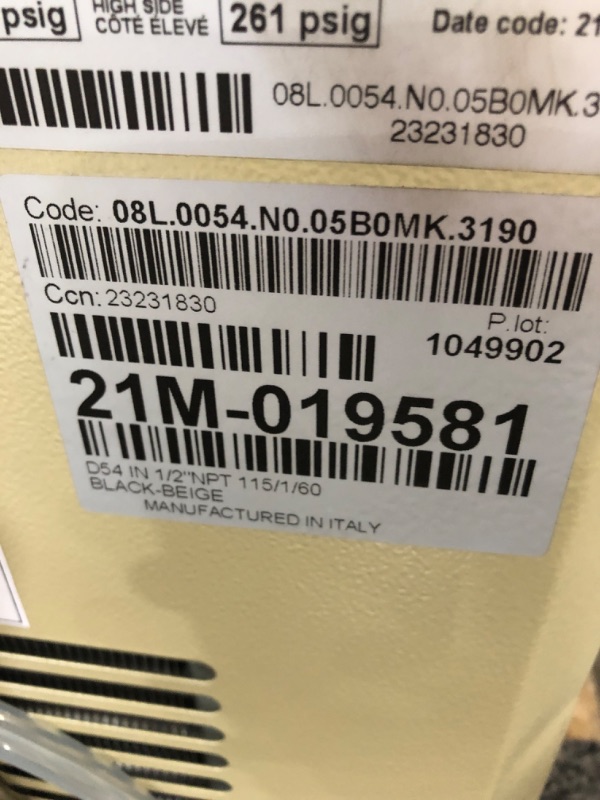 psig
HIGH SIDE
CÔTÉ ÉLEVÉ
261 psig
Date code: 21
08L.0054.N0.05B0MK.3
23231830
Code: 08L.0054.N0.05B0MK.3190
Ccn: 23231830
P.lot:
1049902
21M-019581
D54 IN 1/2"NPT 115/1/60
BLACK-BEIGE
MANUFACTURED IN ITALY